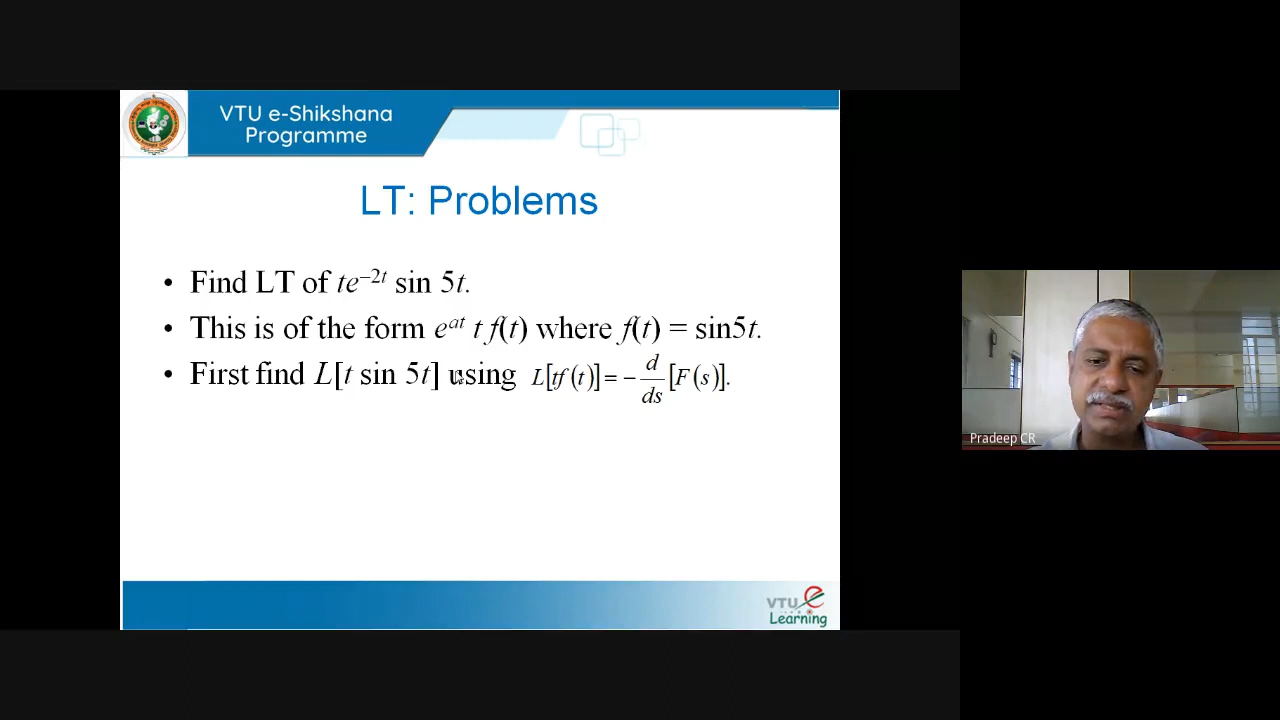 VTU e-Shikshana
Programme
LT: Problems
• Find LT of te⁻²ᵗ sin 5t.
• This is of the form eᵃᵗ t f(t) where f(t) = sin5t.
• First find L[t sin 5t] using L[tf(t)] = − d/ds [F(s)].
Pradeep CR
VTU e
Learning